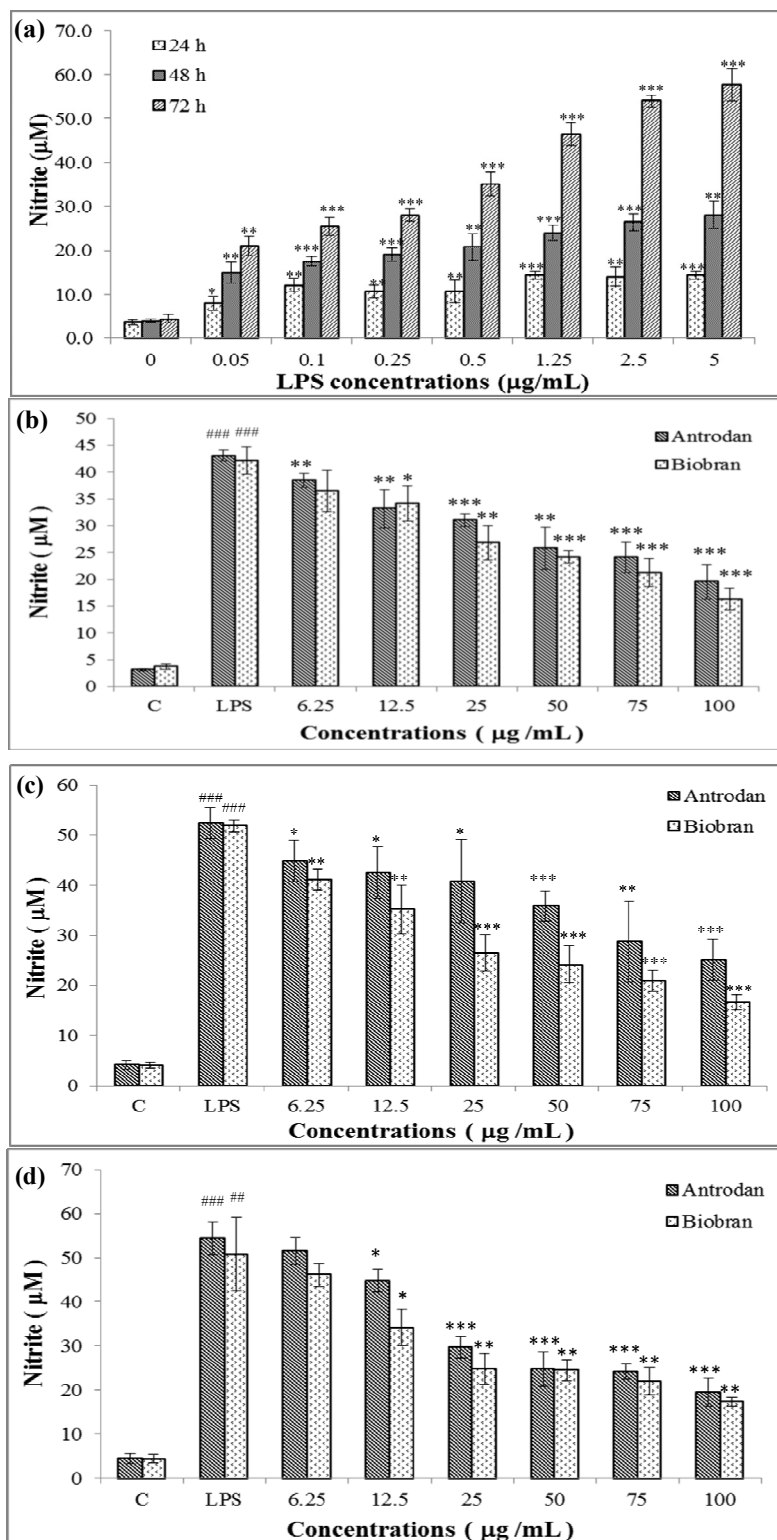 (a)
70.0
60.0
50.0
40.0
30.0
20.0
10.0
0.0
Nitrite (μM)
24 h
48 h
72 h
* ** **
** *** ***
** *** ***
** ** ***
*** *** ***
** *** ***
*** ** ***
0 0.05 0.1 0.25 0.5 1.25 2.5 5
LPS concentrations (μg/mL)
(b)
50
45
40
35
30
25
20
15
10
5
0
Nitrite ( μM)
Antrodan
Biobran
### ###
**
** *
*** **
** ***
*** ***
*** ***
C LPS 6.25 12.5 25 50 75 100
Concentrations ( μg /mL)
(c)
60
50
40
30
20
10
0
Nitrite ( μM)
Antrodan
Biobran
### ###
* **
* **
* ***
*** ***
** ***
*** ***
C LPS 6.25 12.5 25 50 75 100
Concentrations ( μg /mL)
(d)
70
60
50
40
30
20
10
0
Nitrite ( μM)
Antrodan
Biobran
### ##
* *
*** **
*** **
*** **
*** **
C LPS 6.25 12.5 25 50 75 100
Concentrations ( μg /mL)